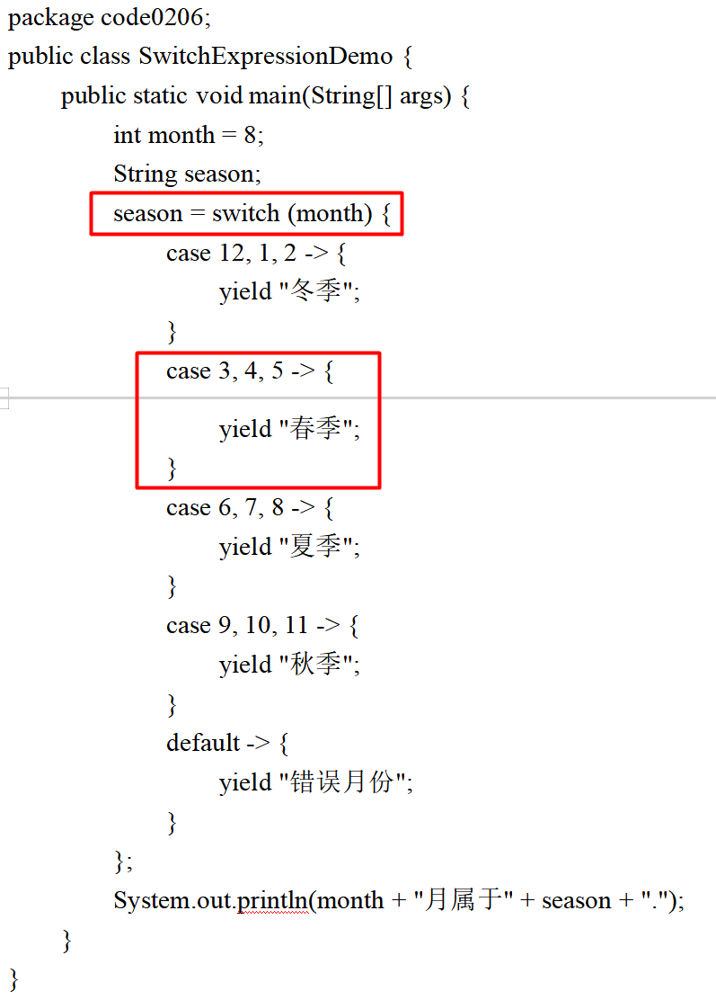 package code0206;
public class SwitchExpressionDemo {
public static void main(String[] args) {
int month = 8;
String season;
season = switch (month) {
case 12, 1, 2 -> {
yield "冬季";
}
case 3, 4, 5 -> {
yield "春季";
}
case 6, 7, 8 -> {
yield "夏季";
}
case 9, 10, 11 -> {
yield "秋季";
}
default -> {
yield "错误月份";
}
};
System.out.println(month + "月属于" + season + ".");
}
}